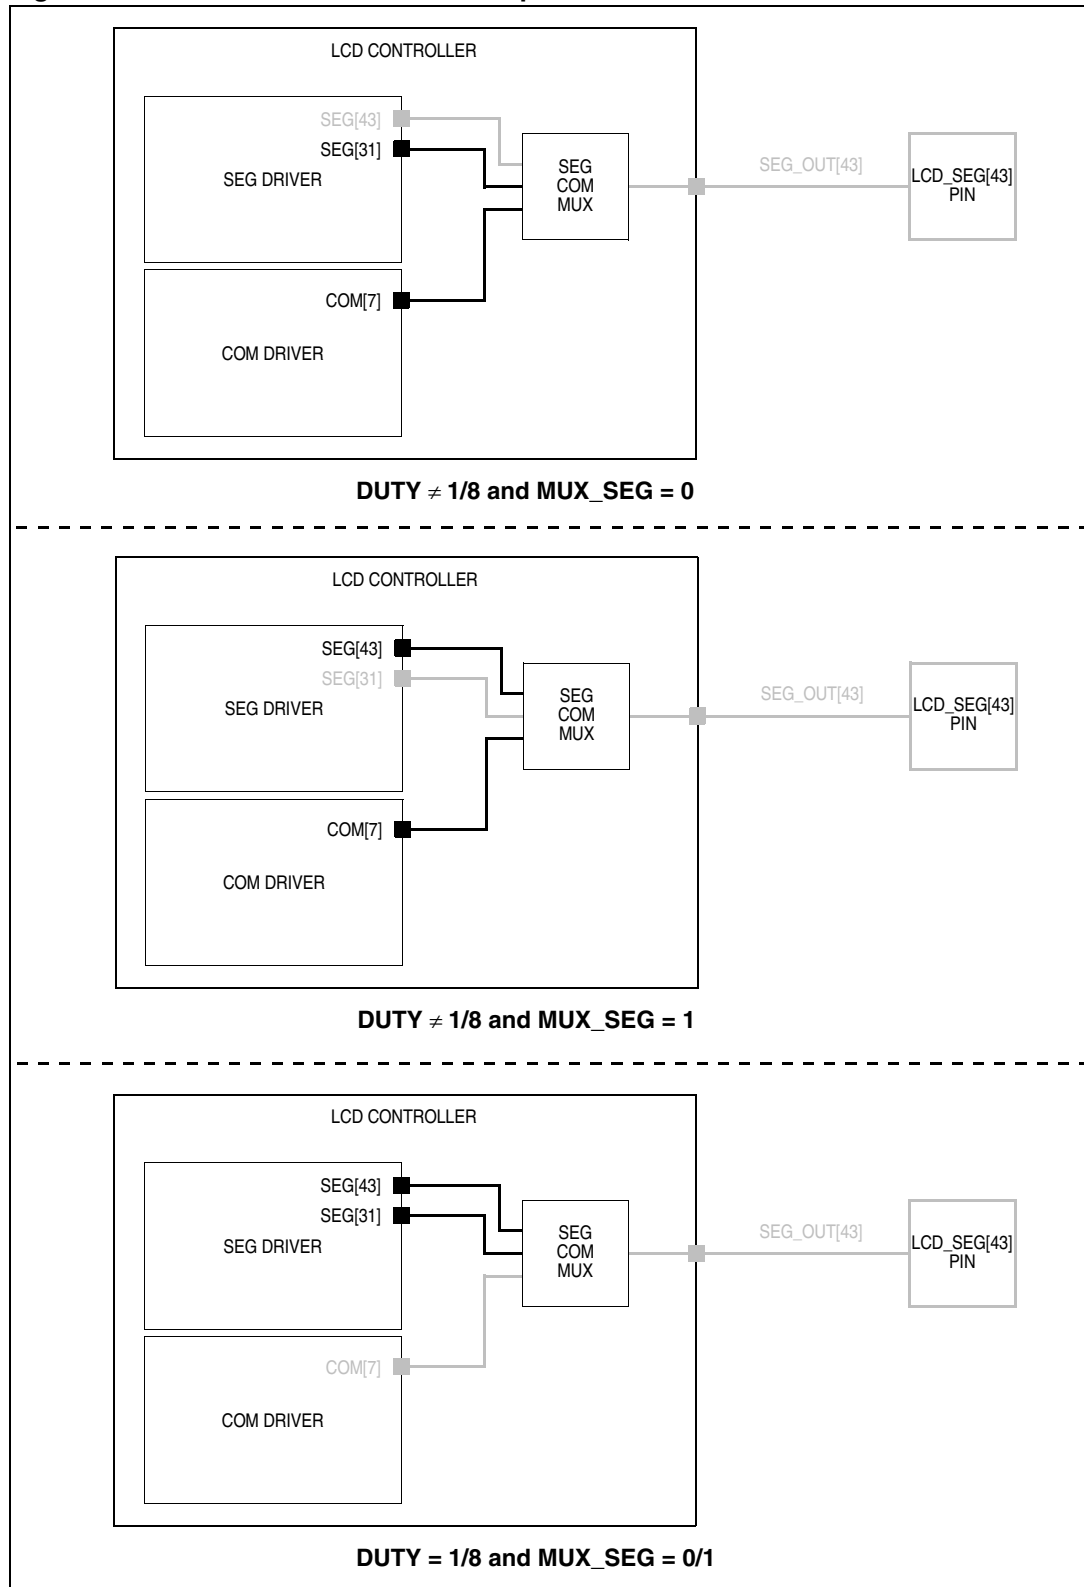 LCD CONTROLLER
SEG[43]
SEG[31]
SEG DRIVER
SEG
COM
MUX
SEG_OUT[43]
LCD_SEG[43]
PIN
COM[7]
COM DRIVER
DUTY ≠ 1/8 and MUX_SEG = 0
LCD CONTROLLER
SEG[43]
SEG[31]
SEG DRIVER
SEG
COM
MUX
SEG_OUT[43]
LCD_SEG[43]
PIN
COM[7]
COM DRIVER
DUTY ≠ 1/8 and MUX_SEG = 1
LCD CONTROLLER
SEG[43]
SEG[31]
SEG DRIVER
SEG
COM
MUX
SEG_OUT[43]
LCD_SEG[43]
PIN
COM[7]
COM DRIVER
DUTY = 1/8 and MUX_SEG = 0/1